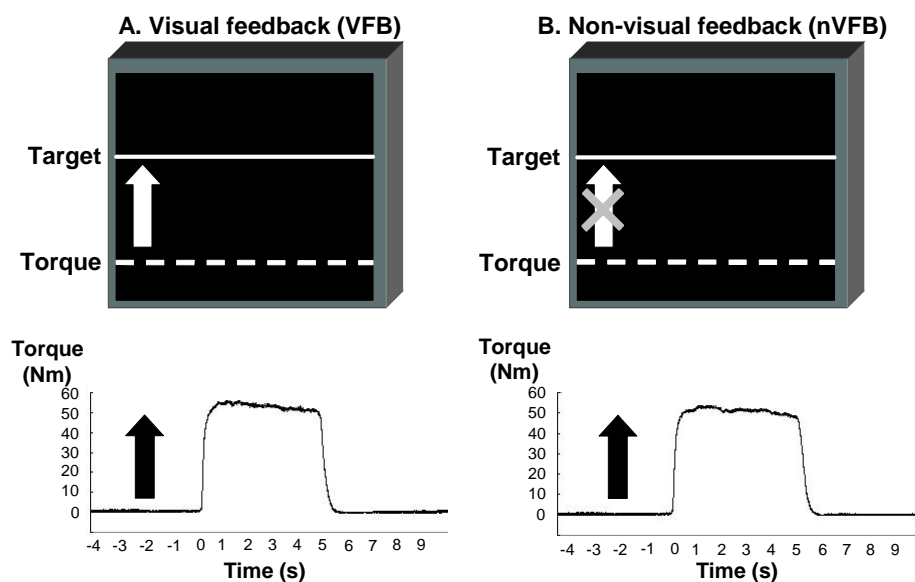 A. Visual feedback (VFB)
Target
Torque
Torque
(Nm)
60
50
40
30
20
10
0
-4 -3 -2 -1 0 1 2 3 4 5 6 7 8 9
Time (s)
B. Non-visual feedback (nVFB)
Target
Torque
Torque
(Nm)
60
50
40
30
20
10
0
-4 -3 -2 -1 0 1 2 3 4 5 6 7 8 9
Time (s)